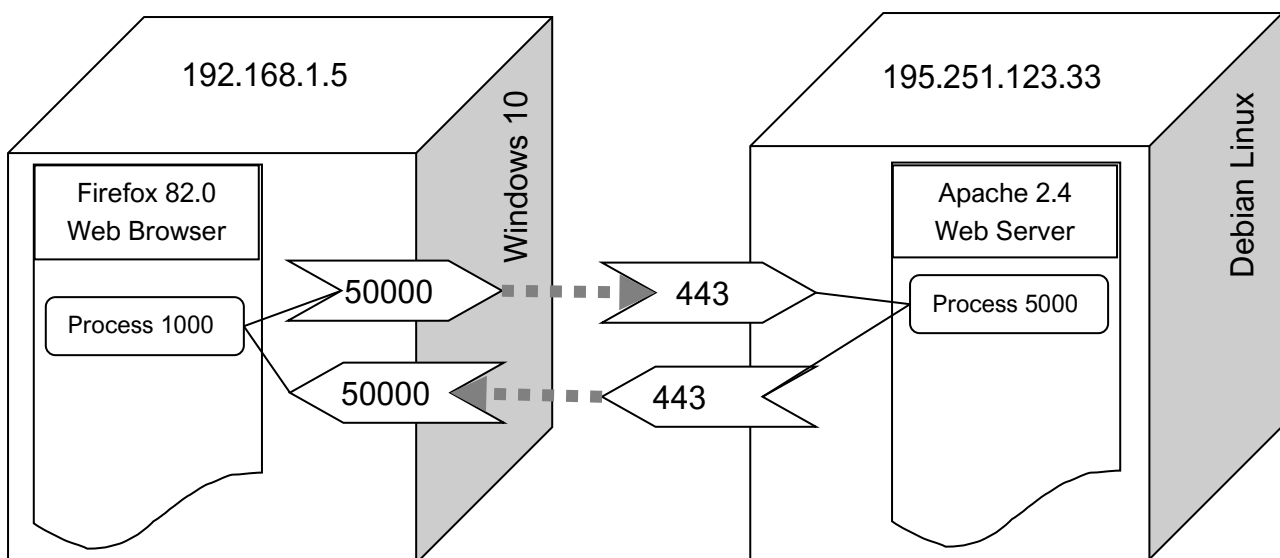 192.168.1.5
Windows 10
Firefox 82.0
Web Browser
Process 1000
50000
50000
195.251.123.33
Debian Linux
Apache 2.4
Web Server
Process 5000
443
443